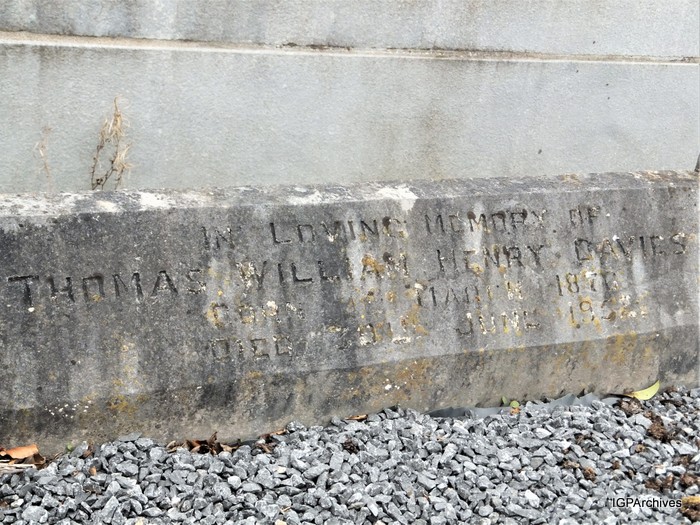 IN LOVING MEMORY OF
THOMAS WILLIAM HENRY DAVIES
BORN MARCH
DIED JUNE
"IGPArchives"